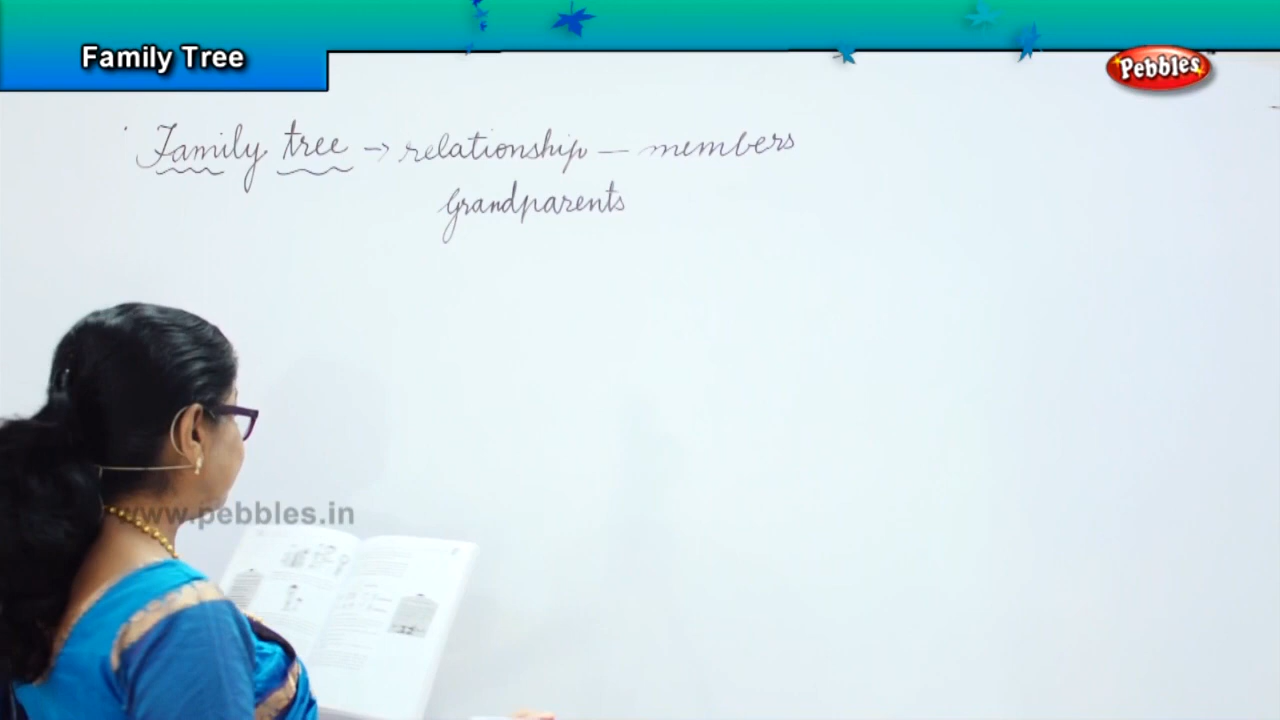 Family Tree
Pebbles
Family tree → relationship — members
Grandparents
www.pebbles.in